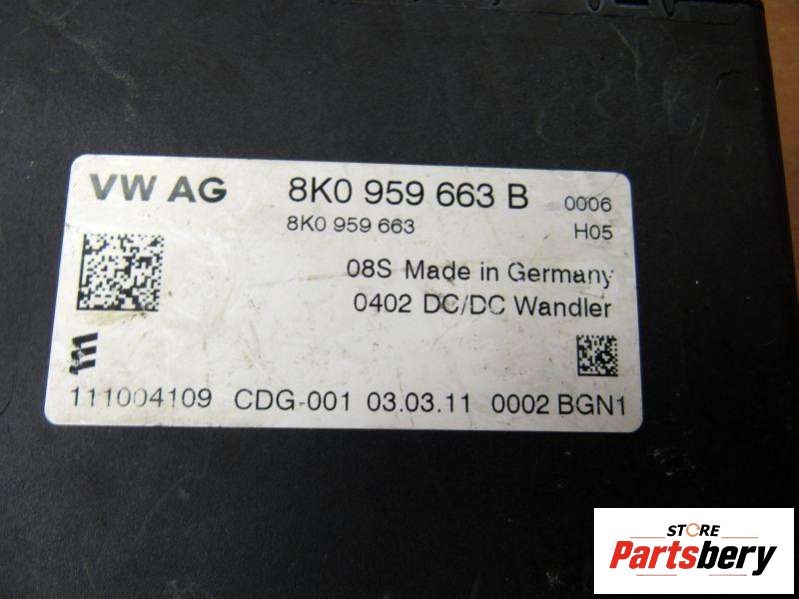 VW AG 8K0 959 663 B 0006
8K0 959 663 H05
08S Made in Germany
0402 DC/DC Wandler
111004109 CDG-001 03.03.11 0002 BGN1
STORE
Partsbery